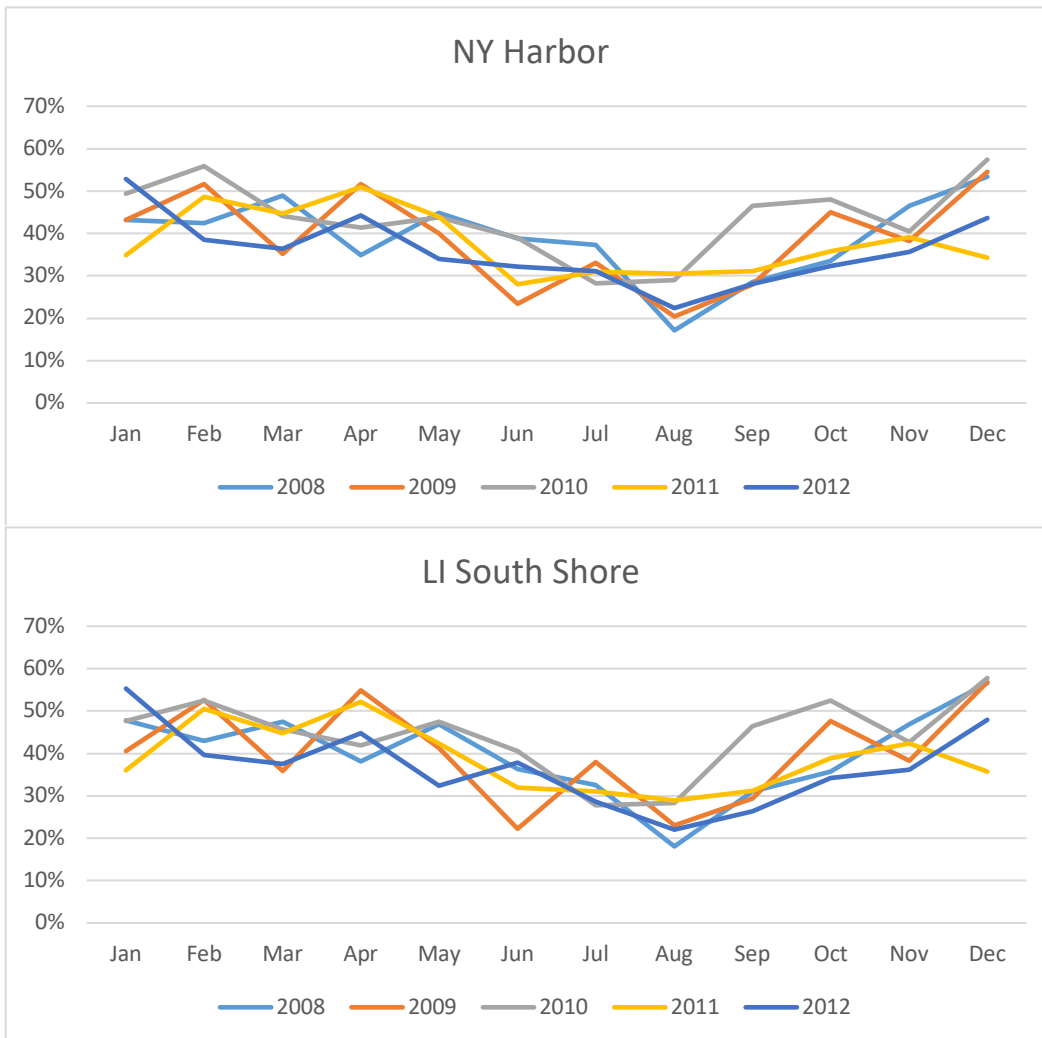 NY Harbor
70%
60%
50%
40%
30%
20%
10%
0%
Jan Feb Mar Apr May Jun Jul Aug Sep Oct Nov Dec
2008 2009 2010 2011 2012
LI South Shore
70%
60%
50%
40%
30%
20%
10%
0%
Jan Feb Mar Apr May Jun Jul Aug Sep Oct Nov Dec
2008 2009 2010 2011 2012